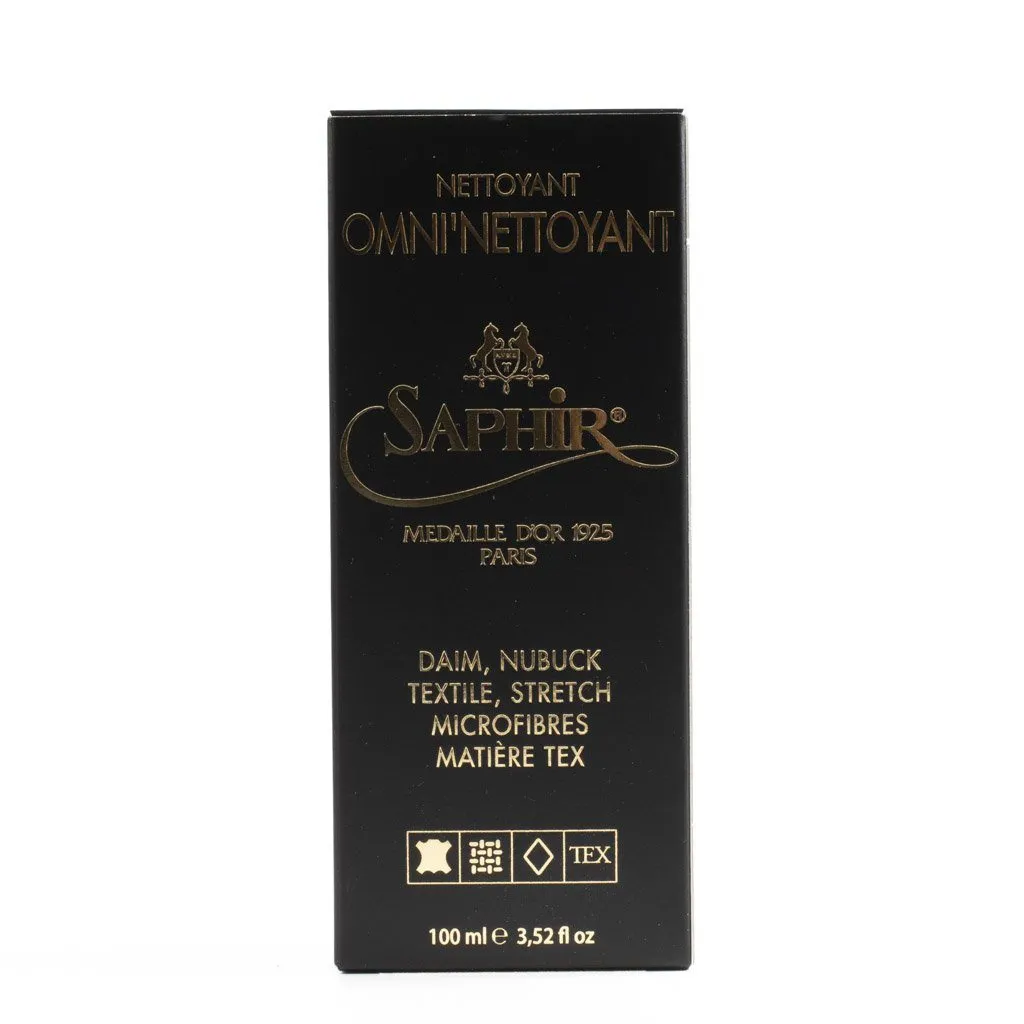 NETTOYANT
OMNI'NETTOYANT
SAPHIR®
MEDAILLE D'OR 1925
PARIS
DAIM, NUBUCK
TEXTILE, STRETCH
MICROFIBRES
MATIÈRE TEX
TEX
100 ml ℮ 3,52 fl oz